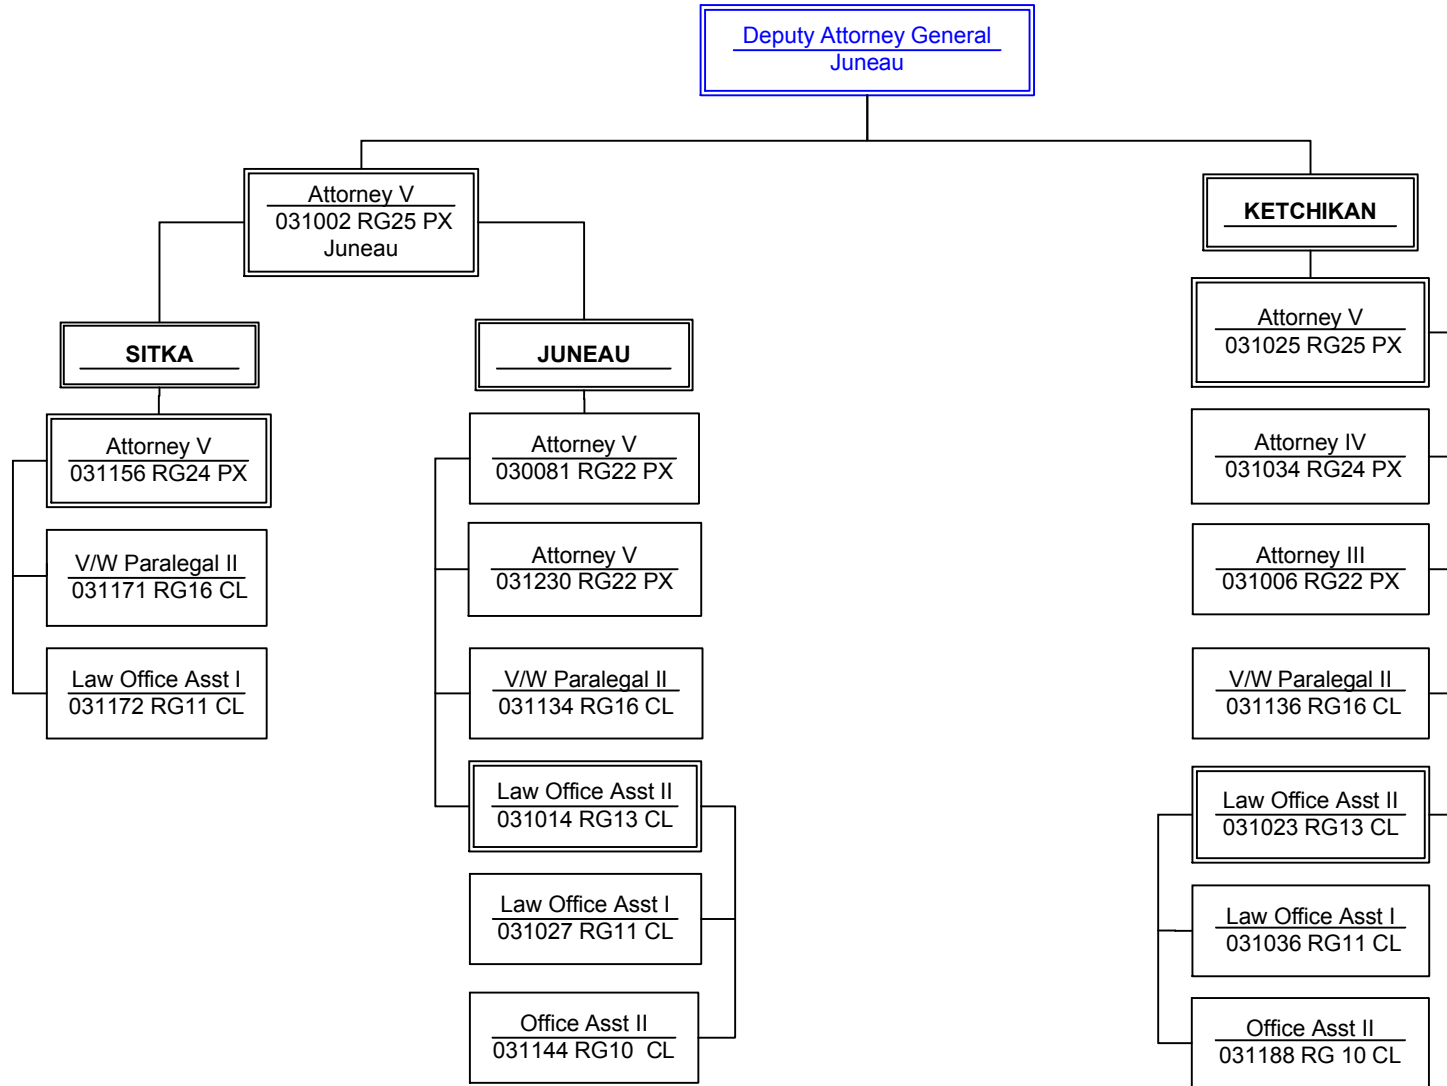 Deputy Attorney General
Juneau
Attorney V
031002 RG25 PX
Juneau
KETCHIKAN
SITKA
JUNEAU
Attorney V
031156 RG24 PX
V/W Paralegal II
031171 RG16 CL
Law Office Asst I
031172 RG11 CL
Attorney V
030081 RG22 PX
Attorney V
031230 RG22 PX
V/W Paralegal II
031134 RG16 CL
Law Office Asst II
031014 RG13 CL
Law Office Asst I
031027 RG11 CL
Office Asst II
031144 RG10  CL
Attorney V
031025 RG25 PX
Attorney IV
031034 RG24 PX
Attorney III
031006 RG22 PX
V/W Paralegal II
031136 RG16 CL
Law Office Asst II
031023 RG13 CL
Law Office Asst I
031036 RG11 CL
Office Asst II
031188 RG 10 CL